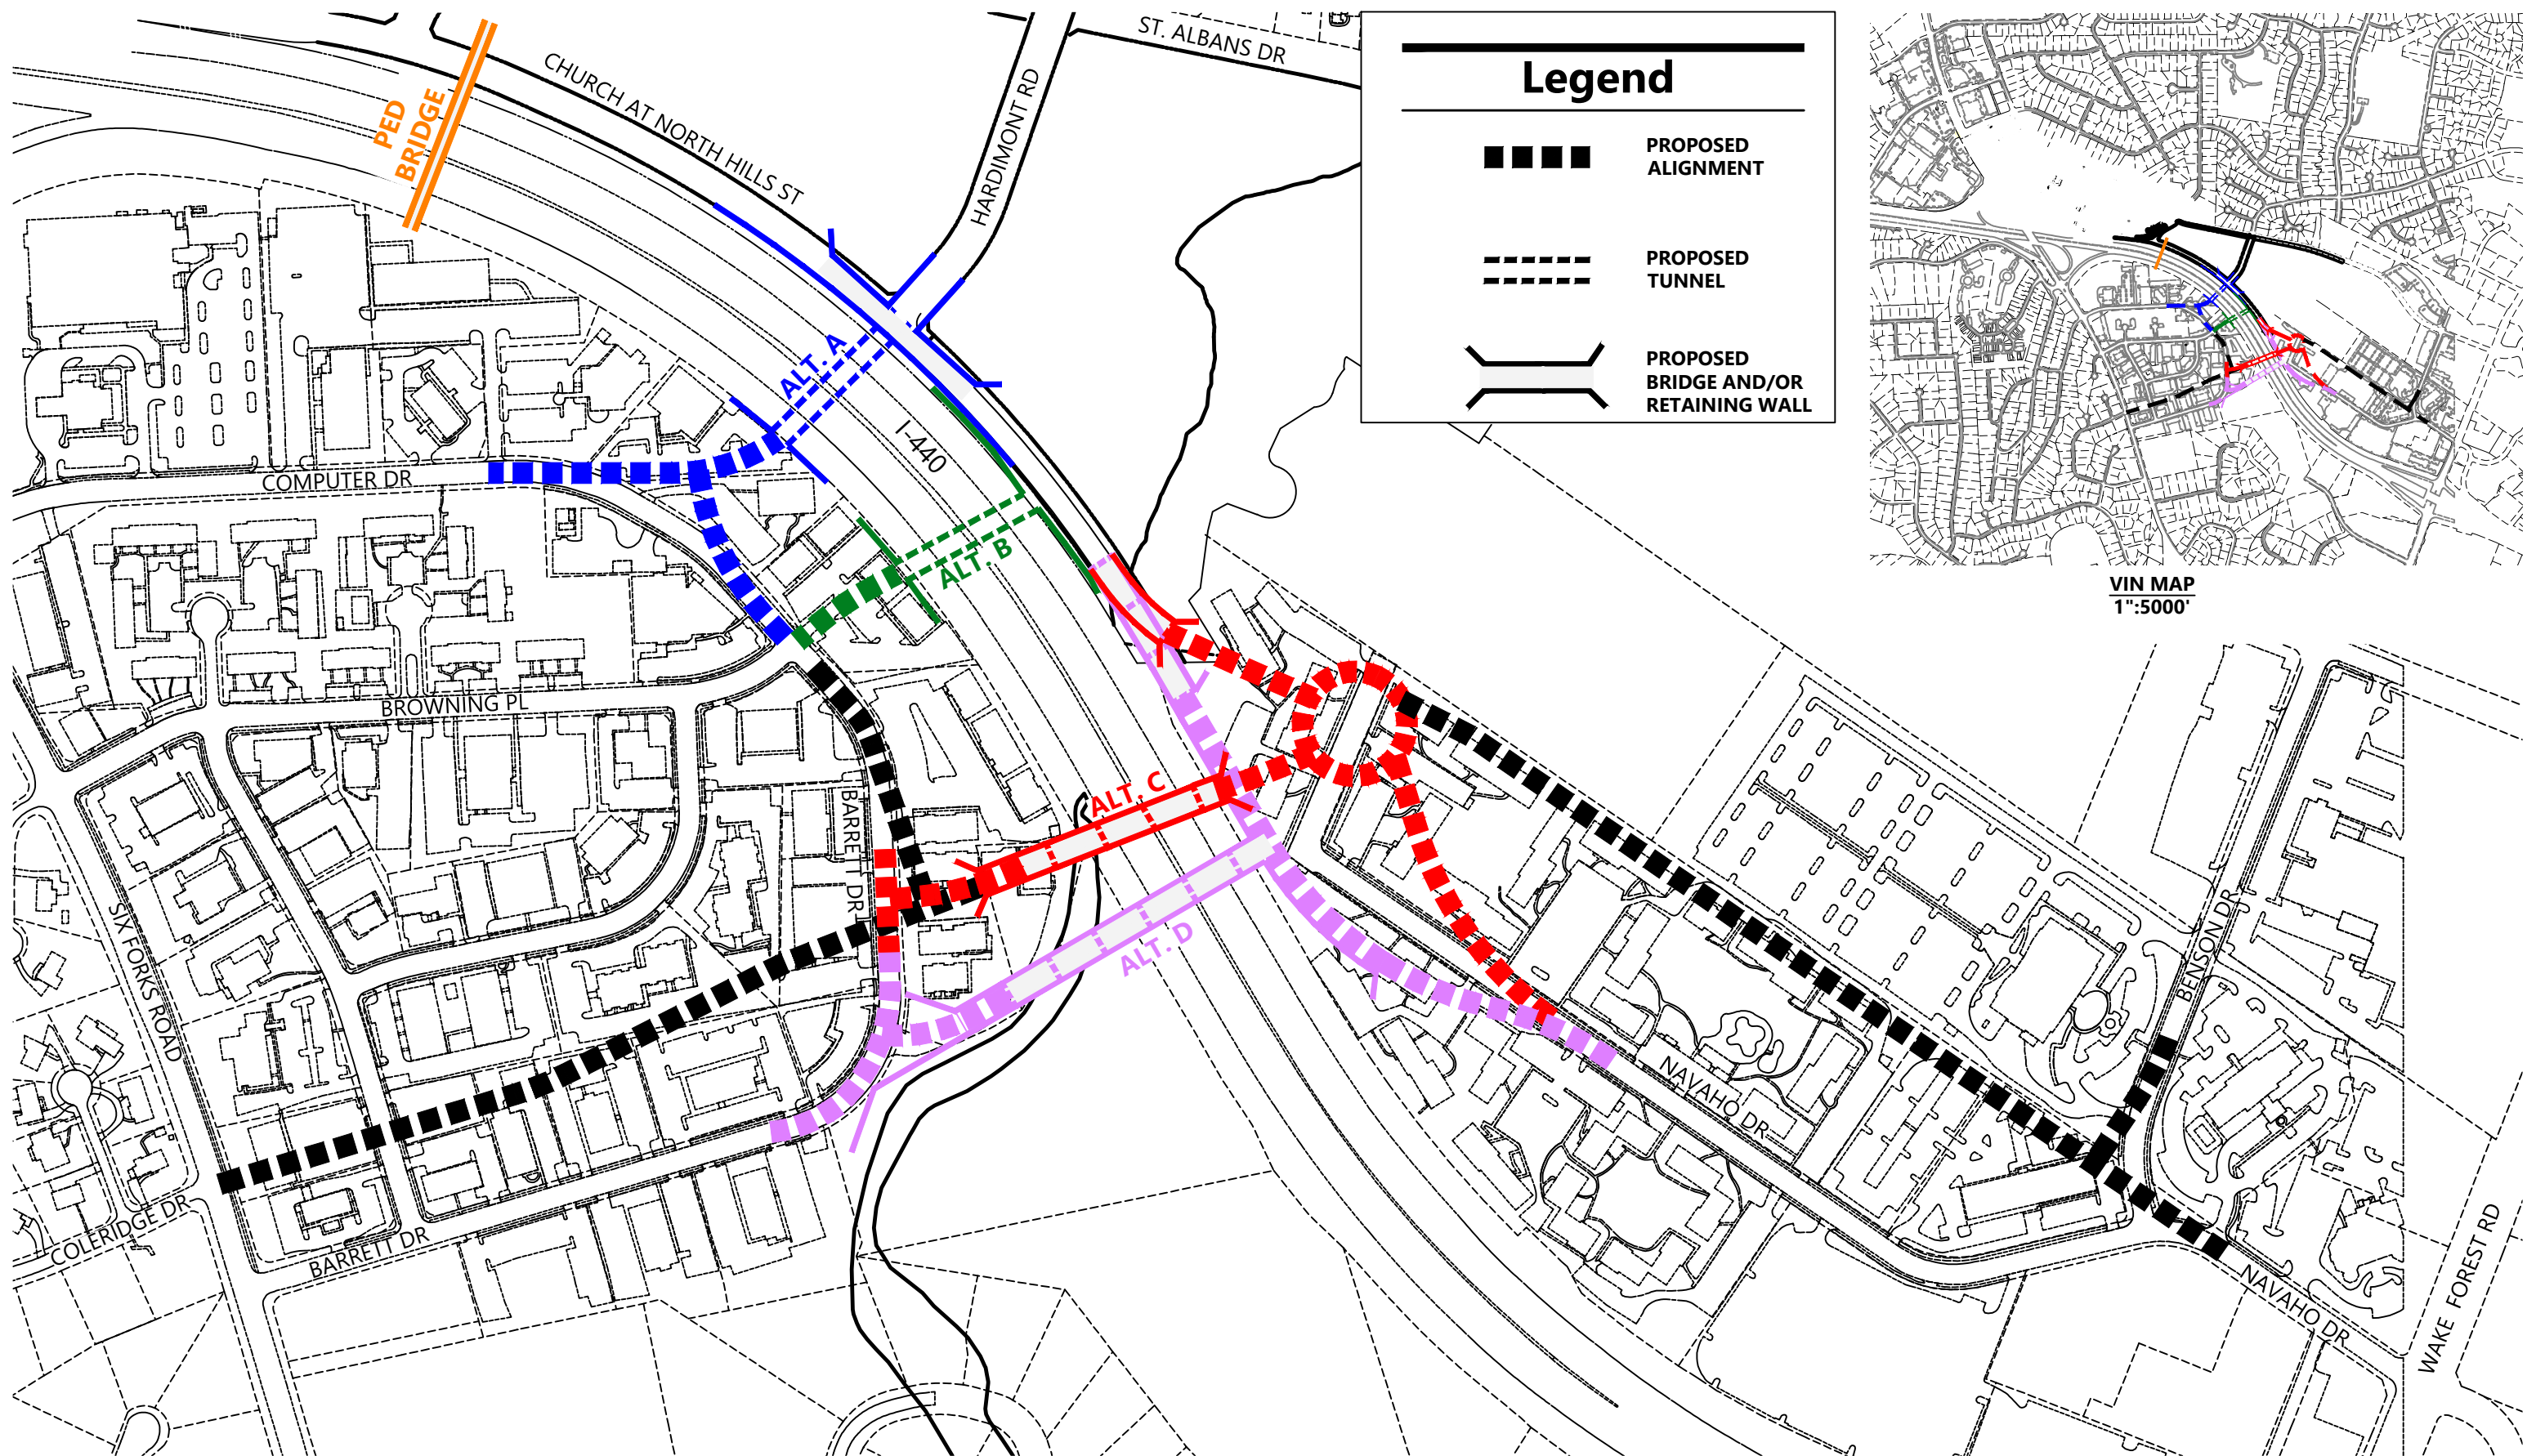 PED
BRIDGE
CHURCH AT NORTH HILLS ST
HARDIMONT RD
ST. ALBANS DR
Legend
PROPOSED
ALIGNMENT
PROPOSED
TUNNEL
PROPOSED
BRIDGE AND/OR
RETAINING WALL
VIN MAP
1":5000'
ALT. A
I-440
COMPUTER DR
ALT. B
BROWNING PL
BARRETT DR
ALT. C
ALT. D
SIX FORKS ROAD
COLERIDGE DR
BARRETT DR
NAVAHO DR
BENSON DR
NAVAHO DR
WAKE FOREST RD